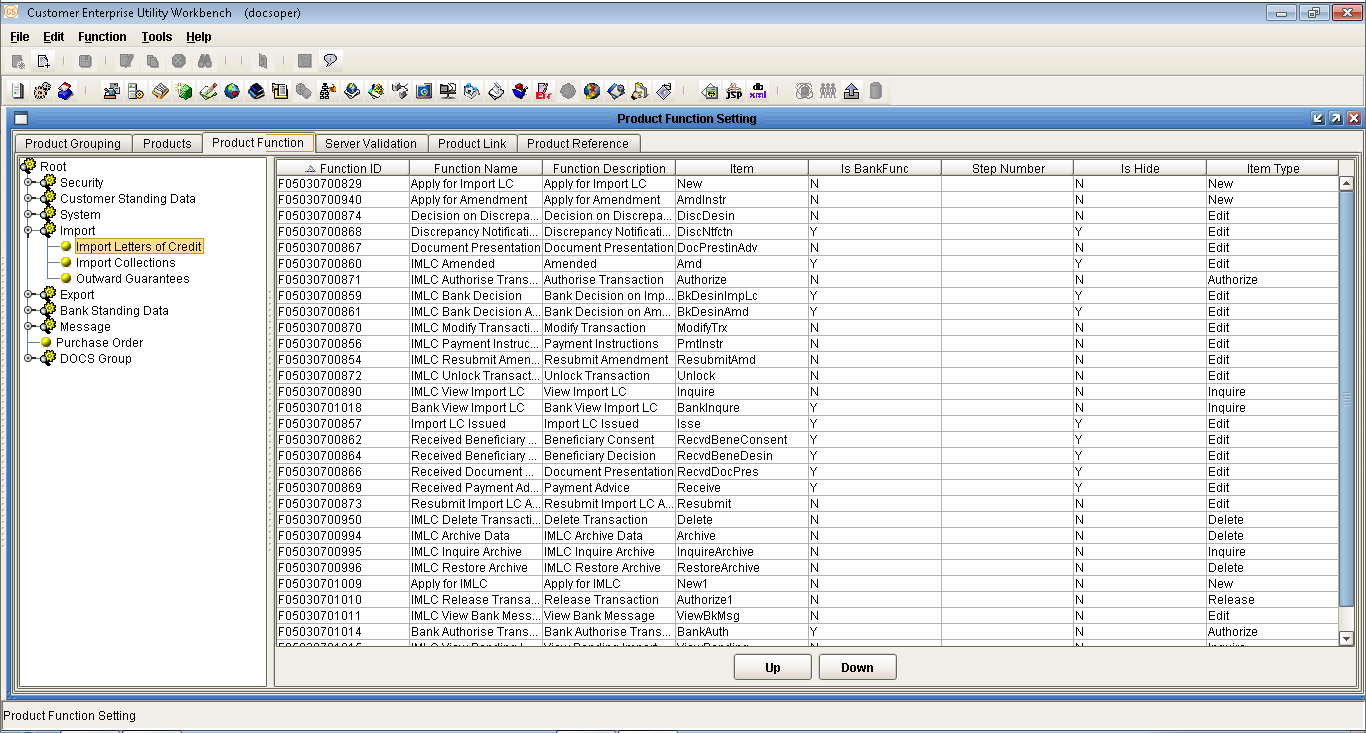 Customer Enterprise Utility Workbench (docsoper)
File Edit Function Tools Help
Product Function Setting
Product Grouping Products Product Function Server Validation Product Link Product Reference
Root
Security
Customer Standing Data
System
Import
Import Letters of Credit
Import Collections
Outward Guarantees
Export
Bank Standing Data
Message
Purchase Order
DOCS Group
Function ID Function Name Function Description Item Is BankFunc Step Number Is Hide Item Type
F05030700829 Apply for Import LC Apply for Import LC New N N New
F05030700940 Apply for Amendment Apply for Amendment AmdInstr N N New
F05030700874 Decision on Discrepa... Decision on Discrepa... DiscDesin N N Edit
F05030700868 Discrepancy Notificati... Discrepancy Notificati... DiscNtfctn Y Y Edit
F05030700867 Document Presentation Document Presentation DocPrestinAdv N N Edit
F05030700860 IMLC Amended Amended Amd Y Y Edit
F05030700871 IMLC Authorise Trans... Authorise Transaction Authorize N N Authorize
F05030700859 IMLC Bank Decision Bank Decision on Imp... BkDesinImpLc Y Y Edit
F05030700861 IMLC Bank Decision A... Bank Decision on Am... BkDesinAmd Y Y Edit
F05030700870 IMLC Modify Transacti... Modify Transaction ModifyTrx N N Edit
F05030700856 IMLC Payment Instruc... Payment Instructions PmtInstr N N Edit
F05030700854 IMLC Resubmit Amen... Resubmit Amendment ResubmitAmd N N Edit
F05030700872 IMLC Unlock Transact... Unlock Transaction Unlock N N Edit
F05030700890 IMLC View Import LC View Import LC Inquire N N Inquire
F05030701018 Bank View Import LC Bank View Import LC BankInqure Y N Inquire
F05030700857 Import LC Issued Import LC Issued Isse Y Y Edit
F05030700862 Received Beneficiary ... Beneficiary Consent RecvdBeneConsent Y Y Edit
F05030700864 Received Beneficiary ... Beneficiary Decision RecvdBeneDesin Y Y Edit
F05030700866 Received Document ... Document Presentation RecvdDocPres Y Y Edit
F05030700869 Received Payment Ad... Payment Advice Receive Y Y Edit
F05030700873 Resubmit Import LC A... Resubmit Import LC A... Resubmit N N Edit
F05030700950 IMLC Delete Transacti... Delete Transaction Delete N N Delete
F05030700994 IMLC Archive Data IMLC Archive Data Archive N N Delete
F05030700995 IMLC Inquire Archive IMLC Inquire Archive InquireArchive N N Inquire
F05030700996 IMLC Restore Archive IMLC Restore Archive RestoreArchive N N Delete
F05030701009 Apply for IMLC Apply for IMLC New1 N N New
F05030701010 IMLC Release Transa... Release Transaction Authorize1 N N Release
F05030701011 IMLC View Bank Mess... View Bank Message ViewBkMsg N N Edit
F05030701014 Bank Authorise Trans... Bank Authorise Trans... BankAuth Y N Authorize
Up Down
Product Function Setting